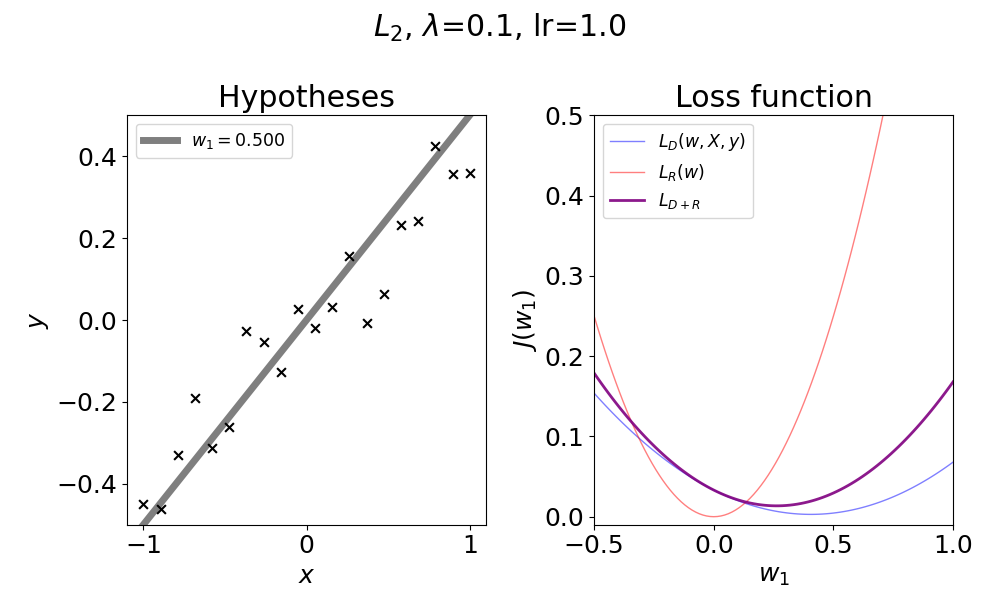 L₂, λ=0.1, lr=1.0
Hypotheses
w₁ = 0.500
0.4
0.2
0.0
−0.2
−0.4
y
−1
0
1
x
Loss function
L_D(w, X, y)
L_R(w)
L_{D+R}
0.5
0.4
0.3
0.2
0.1
0.0
J(w₁)
−0.5
0.0
0.5
1.0
w₁